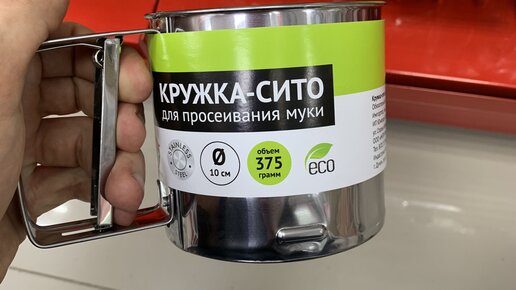 КРУЖКА-СИТО
для просеивания муки
STAINLESS
STEEL
Ø
10 см
объем
375
грамм
eco